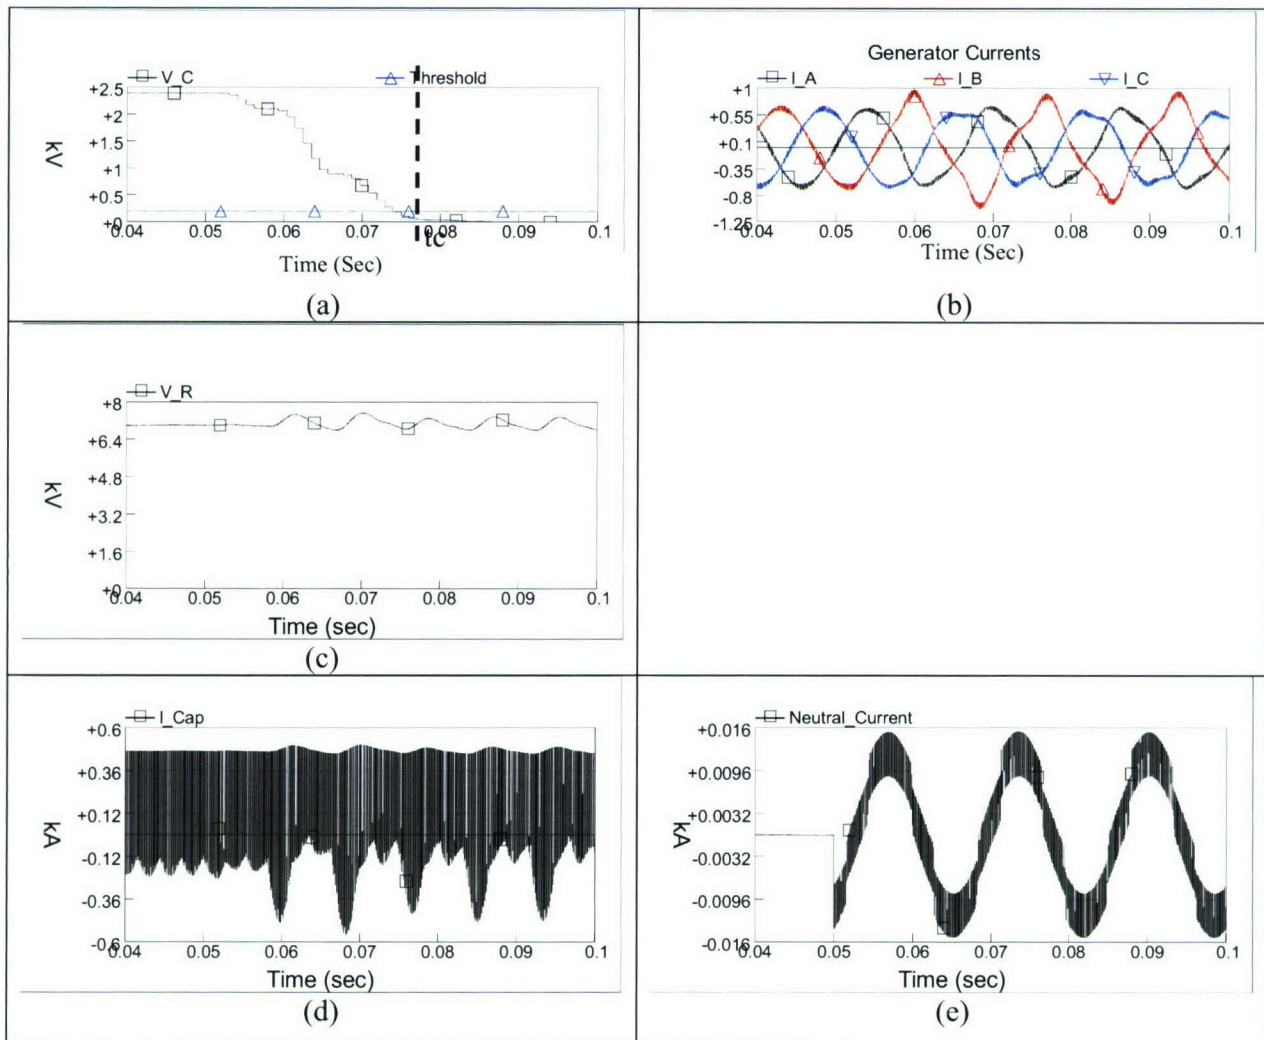 V_C Threshold
+2.5
+2
+1.5
+1
+0.5
+0
kV
0.04 0.05 0.06 0.07 0.08 0.09 0.1
tc
Time (Sec)
(a)
Generator Currents
I_A I_B I_C
+1
+0.55
+0.1
-0.35
-0.8
-1.25
0.04 0.05 0.06 0.07 0.08 0.09 0.1
Time (Sec)
(b)
V_R
+8
+6.4
+4.8
+3.2
+1.6
+0
kV
0.04 0.05 0.06 0.07 0.08 0.09 0.1
Time (sec)
(c)
I_Cap
+0.6
+0.36
+0.12
-0.12
-0.36
-0.6
kA
0.04 0.05 0.06 0.07 0.08 0.09 0.1
Time (sec)
(d)
Neutral_Current
+0.016
+0.0096
+0.0032
-0.0032
-0.0096
-0.016
kA
0.04 0.05 0.06 0.07 0.08 0.09 0.1
Time (sec)
(e)